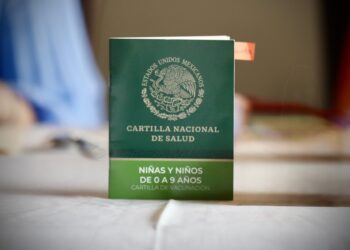 ESTADOS UNIDOS MEXICANOS
CARTILLA NACIONAL
DE SALUD
NIÑAS Y NIÑOS
DE 0 A 9 AÑOS
CARTILLA DE VACUNACIÓN